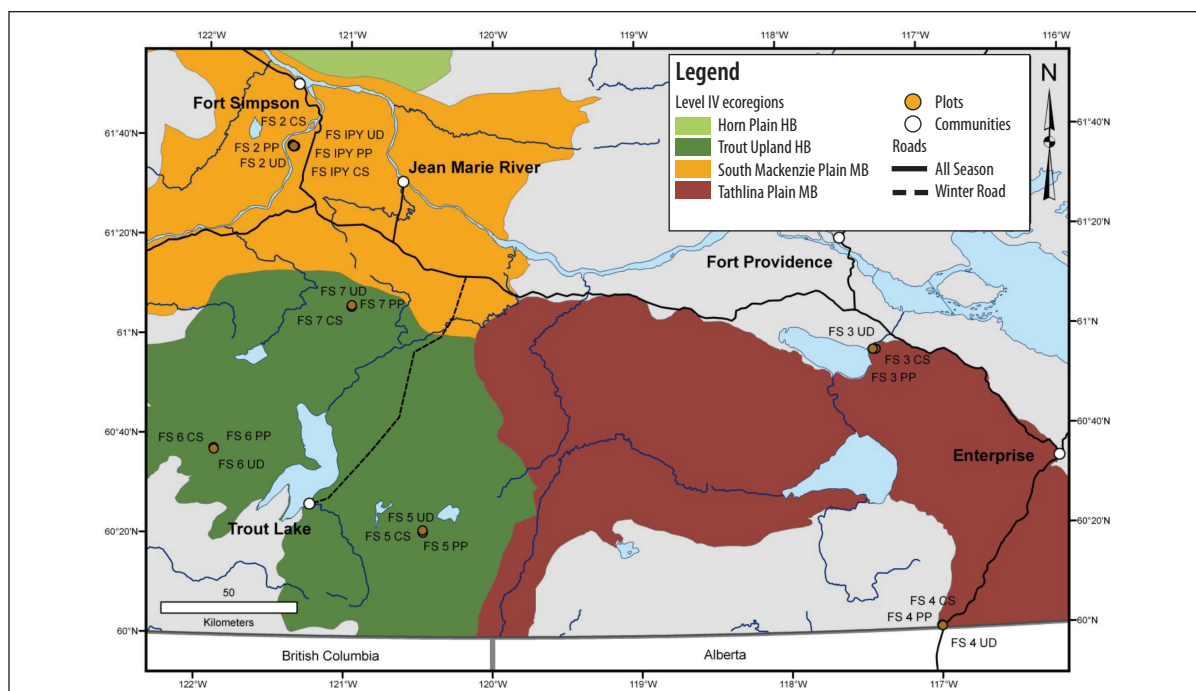 122°W 121°W 120°W 119°W 118°W 117°W 116°W
Legend
Level IV ecoregions
Horn Plain HB
Trout Upland HB
South Mackenzie Plain MB
Tathlina Plain MB
Plots
Communities
Roads
All Season
Winter Road
N
Fort Simpson
FS 2 CS
FS 2 PP
FS 2 UD
FS IPY UD
FS IPY PP
FS IPY CS
Jean Marie River
61°40'N
61°40'N
61°20'N
61°20'N
Fort Providence
FS 7 UD
FS 7 PP
FS 7 CS
61°N
61°N
FS 3 UD
FS 3 CS
FS 3 PP
60°40'N
60°40'N
FS 6 CS FS 6 PP
FS 6 UD
Enterprise
Trout Lake
FS 5 UD
FS 5 CS
FS 5 PP
60°20'N
60°20'N
50
Kilometers
FS 4 CS
FS 4 PP
FS 4 UD
60°N
60°N
British Columbia
Alberta
122°W 121°W 120°W 119°W 118°W 117°W